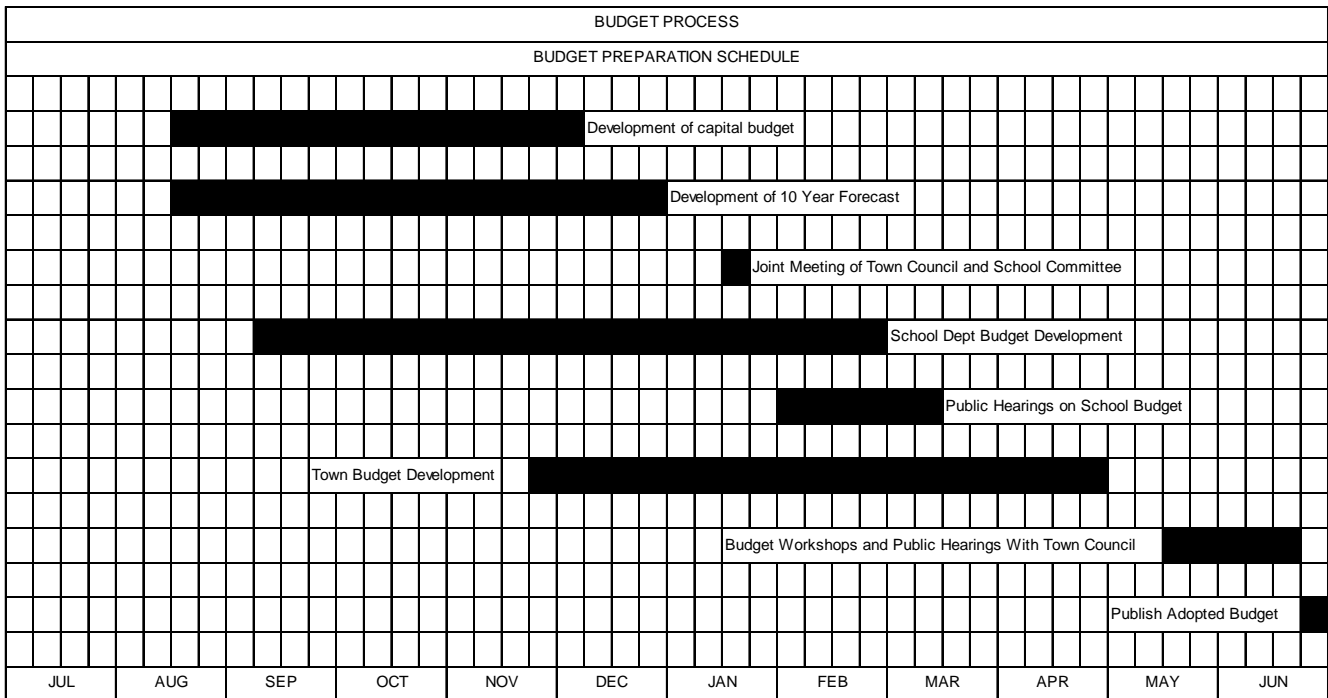 BUDGET PROCESS
BUDGET PREPARATION SCHEDULE
Development of capital budget
Development of 10 Year Forecast
Joint Meeting of Town Council and School Committee
School Dept Budget Development
Public Hearings on School Budget
Town Budget Development
Budget Workshops and Public Hearings With Town Council
Publish Adopted Budget
JUL AUG SEP OCT NOV DEC JAN FEB MAR APR MAY JUN